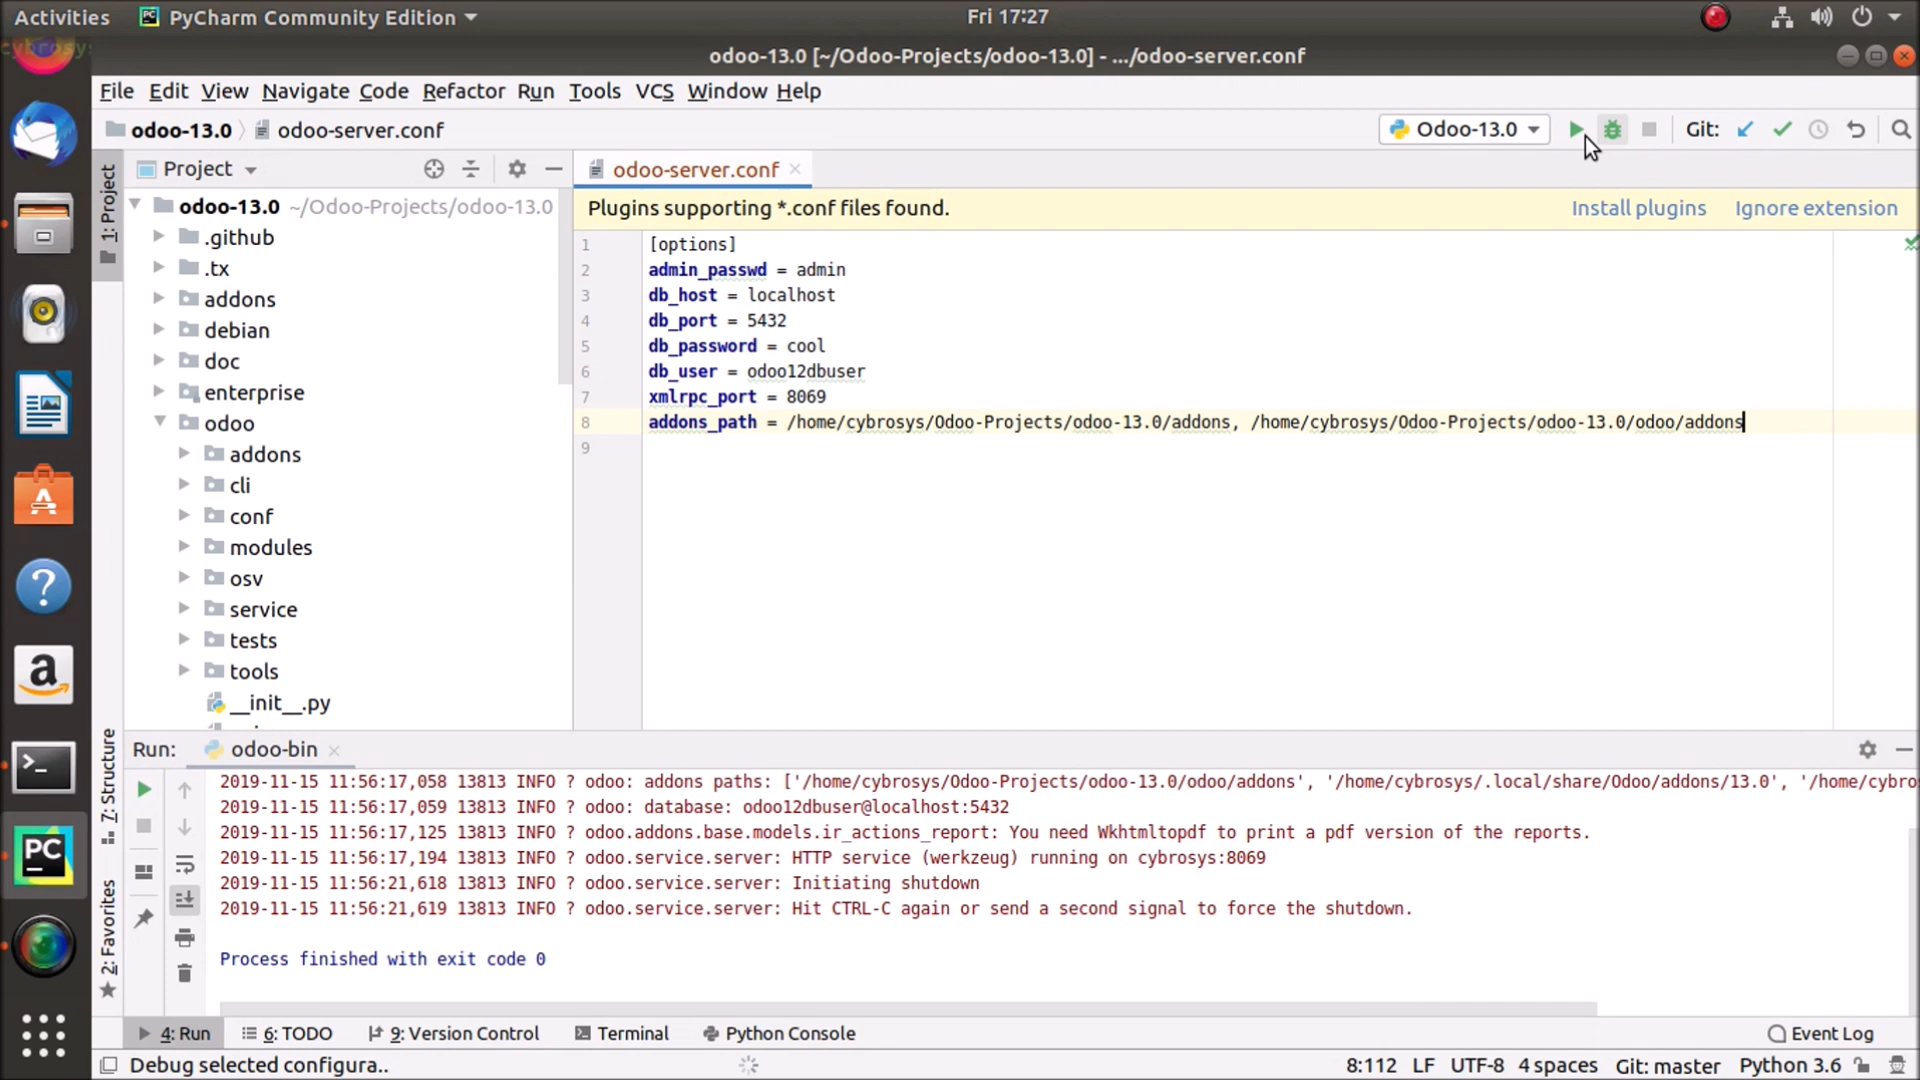 Activities PyCharm Community Edition Fri 17:27
cybrosys
odoo-13.0 [~/Odoo-Projects/odoo-13.0] - .../odoo-server.conf
File Edit View Navigate Code Refactor Run Tools VCS Window Help
odoo-13.0 odoo-server.conf Odoo-13.0 Git:
1: Project
Project
odoo-server.conf
odoo-13.0 ~/Odoo-Projects/odoo-13.0
.github
.tx
addons
debian
doc
enterprise
odoo
addons
cli
conf
modules
osv
service
tests
tools
__init__.py
Plugins supporting *.conf files found. Install plugins Ignore extension
1 [options]
2 admin_passwd = admin
3 db_host = localhost
4 db_port = 5432
5 db_password = cool
6 db_user = odoo12dbuser
7 xmlrpc_port = 8069
8 addons_path = /home/cybrosys/Odoo-Projects/odoo-13.0/addons, /home/cybrosys/Odoo-Projects/odoo-13.0/odoo/addons
9
7: Structure
2: Favorites
Run: odoo-bin
2019-11-15 11:56:17,058 13813 INFO ? odoo: addons paths: ['/home/cybrosys/Odoo-Projects/odoo-13.0/odoo/addons', '/home/cybrosys/.local/share/Odoo/addons/13.0', '/home/cybros
2019-11-15 11:56:17,059 13813 INFO ? odoo: database: odoo12dbuser@localhost:5432
2019-11-15 11:56:17,125 13813 INFO ? odoo.addons.base.models.ir_actions_report: You need Wkhtmltopdf to print a pdf version of the reports.
2019-11-15 11:56:17,194 13813 INFO ? odoo.service.server: HTTP service (werkzeug) running on cybrosys:8069
2019-11-15 11:56:21,618 13813 INFO ? odoo.service.server: Initiating shutdown
2019-11-15 11:56:21,619 13813 INFO ? odoo.service.server: Hit CTRL-C again or send a second signal to force the shutdown.
Process finished with exit code 0
4: Run 6: TODO 9: Version Control Terminal Python Console Event Log
Debug selected configura.. 8:112 LF UTF-8 4 spaces Git: master Python 3.6
PC